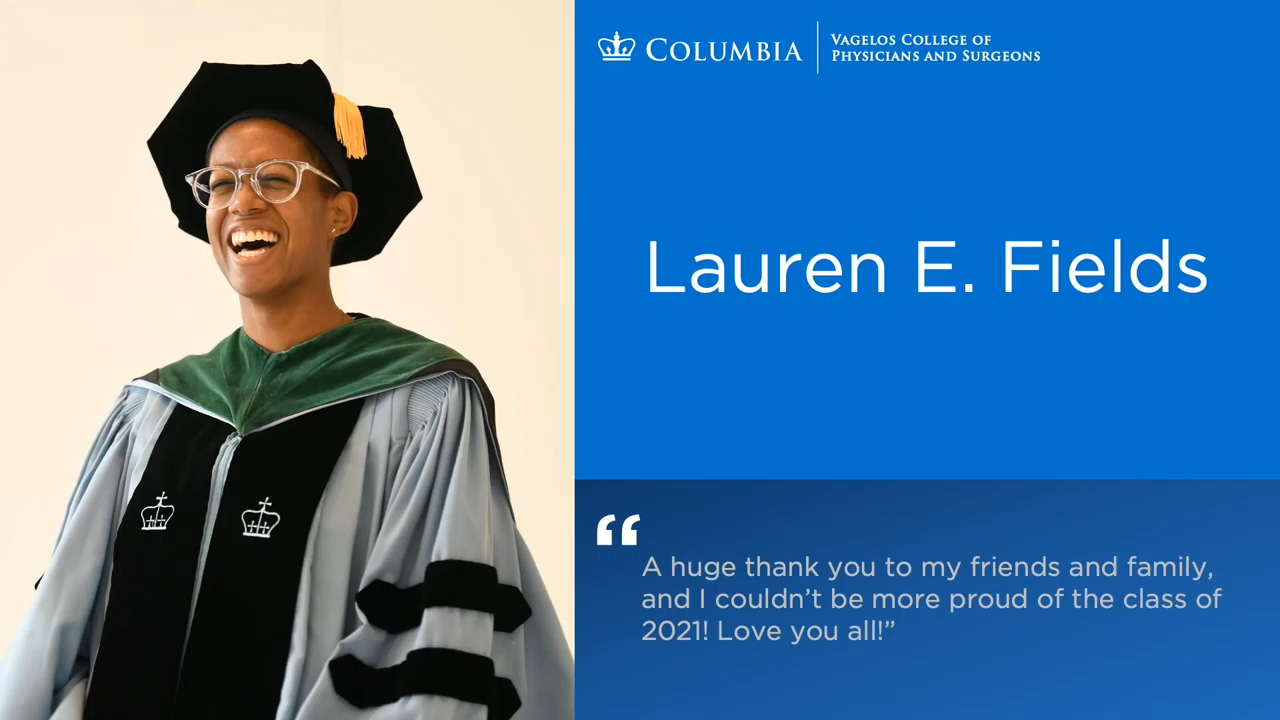 COLUMBIA
VAGELOS COLLEGE OF
PHYSICIANS AND SURGEONS
Lauren E. Fields
“
A huge thank you to my friends and family,
and I couldn’t be more proud of the class of
2021! Love you all!”